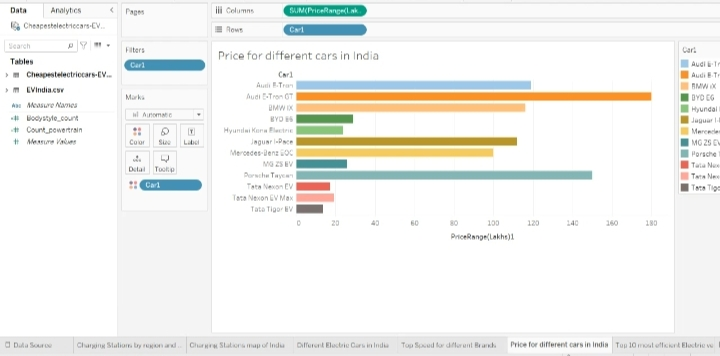 Data
Analytics
Cheapestelectriccars-EV...
Search
Tables
Cheapestelectriccars-EV...
EVIndia.csv
Abc Measure Names
Bodystyle_count
Count_powertrain
Measure Values
Pages
Filters
Car1
Marks
Automatic
Color
Size
Label
Detail
Tooltip
Car1
Columns
SUM(PriceRange(Lak..
Rows
Car1
Price for different cars in India
Car1
Audi E-Tron
Audi E-Tron GT
BMW iX
BYD E6
Hyundai Kona Electric
Jaguar I-Pace
Mercedes-Benz EQC
MG ZS EV
Porsche Taycan
Tata Nexon EV
Tata Nexon EV Max
Tata Tigor EV
0 20 40 60 80 100 120 140 160 180
PriceRange(Lakhs)1
Car1
Audi E-Tr
Audi E-T
BMW iX
BYD E6
Hyundai
Jaguar I-
Mercede
MG ZS EV
Porsche
Tata Nex
Tata Nex
Tata Tigo
Data Source
Charging Stations by region and ...
Charging Stations map of India
Different Electric Cars in India
Top Speed for different Brands
Price for different cars in India
Top 10 most efficient Electric ve